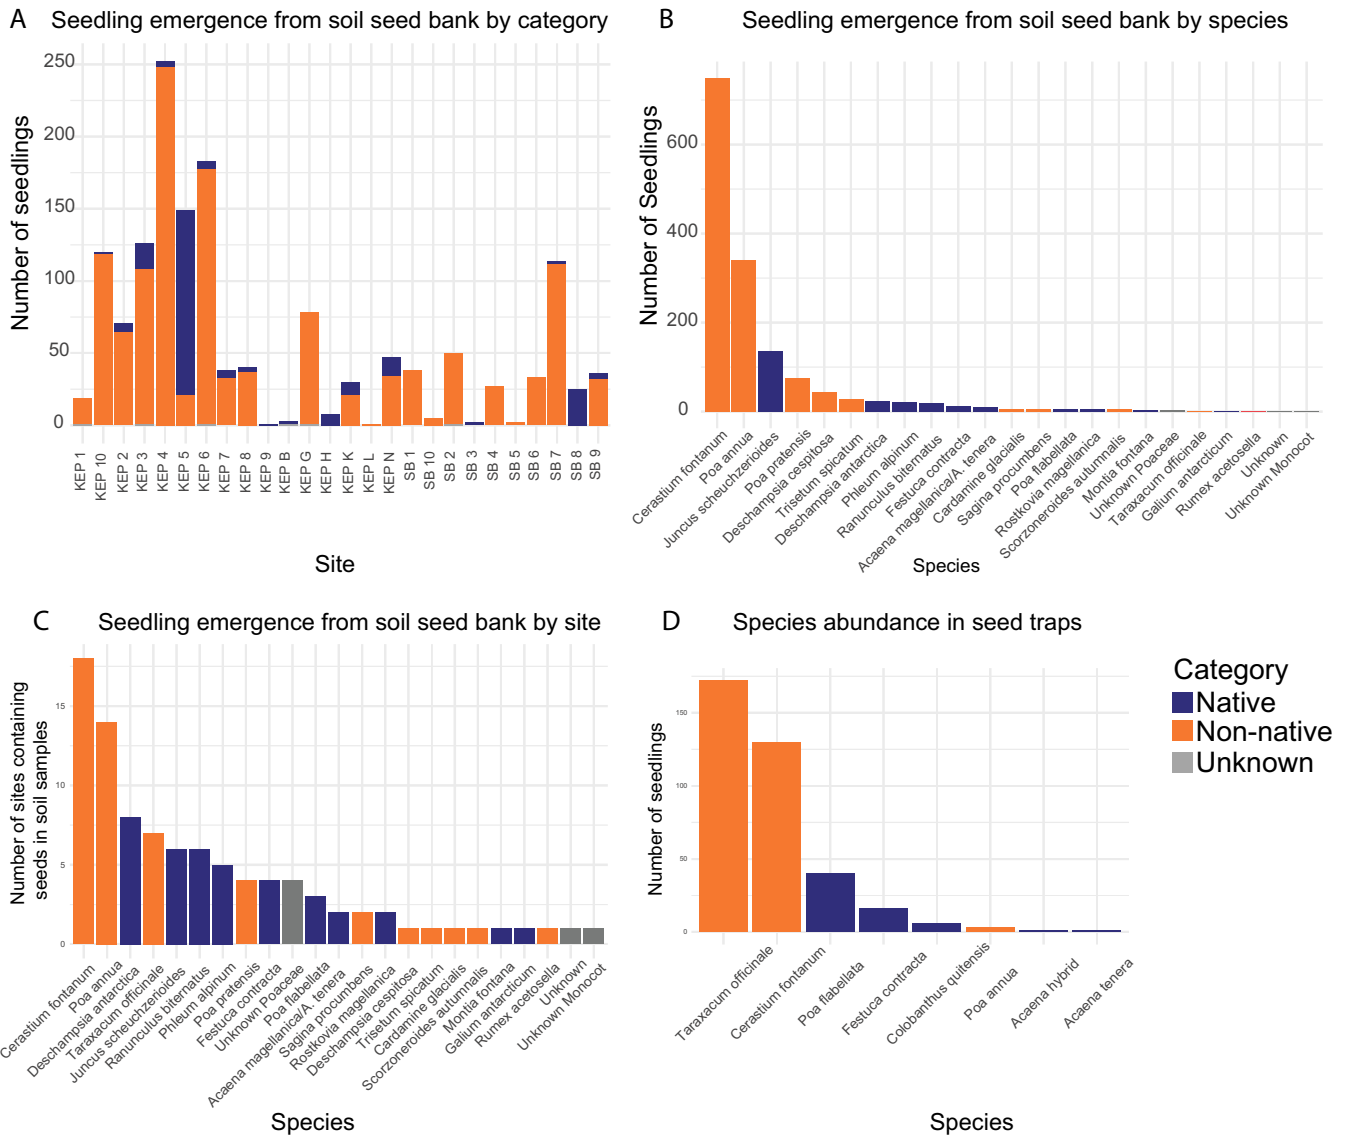 A
Seedling emergence from soil seed bank by category
Number of seedlings
250
200
150
100
50
0
KEP 1
KEP 10
KEP 2
KEP 3
KEP 4
KEP 5
KEP 6
KEP 7
KEP 8
KEP 9
KEP B
KEP G
KEP H
KEP K
KEP L
KEP N
SB 1
SB 10
SB 2
SB 3
SB 4
SB 5
SB 6
SB 7
SB 8
SB 9
Site
B
Seedling emergence from soil seed bank by species
Number of Seedlings
600
400
200
0
Cerastium fontanum
Poa annua
Juncus scheuchzerioides
Poa pratensis
Deschampsia cespitosa
Trisetum spicatum
Deschampsia antarctica
Phleum alpinum
Ranunculus biternatus
Festuca contracta
Acaena magellanica/A. tenera
Cardamine glacialis
Sagina procumbens
Poa flabellata
Rostkovia magellanica
Scorzoneroides autumnalis
Montia fontana
Unknown Poaceae
Taraxacum officinale
Galium antarcticum
Rumex acetosella
Unknown
Unknown Monocot
Species
C
Seedling emergence from soil seed bank by site
Number of sites containing
seeds in soil samples
15
10
5
0
Cerastium fontanum
Poa annua
Deschampsia antarctica
Taraxacum officinale
Juncus scheuchzerioides
Ranunculus biternatus
Phleum alpinum
Poa pratensis
Festuca contracta
Unknown Poaceae
Poa flabellata
Acaena magellanica/A. tenera
Sagina procumbens
Rostkovia magellanica
Deschampsia cespitosa
Trisetum spicatum
Cardamine glacialis
Scorzoneroides autumnalis
Montia fontana
Galium antarcticum
Rumex acetosella
Unknown
Unknown Monocot
Species
D
Species abundance in seed traps
Number of seedlings
150
100
50
0
Taraxacum officinale
Cerastium fontanum
Poa flabellata
Festuca contracta
Colobanthus quitensis
Poa annua
Acaena hybrid
Acaena tenera
Species
Category
Native
Non-native
Unknown